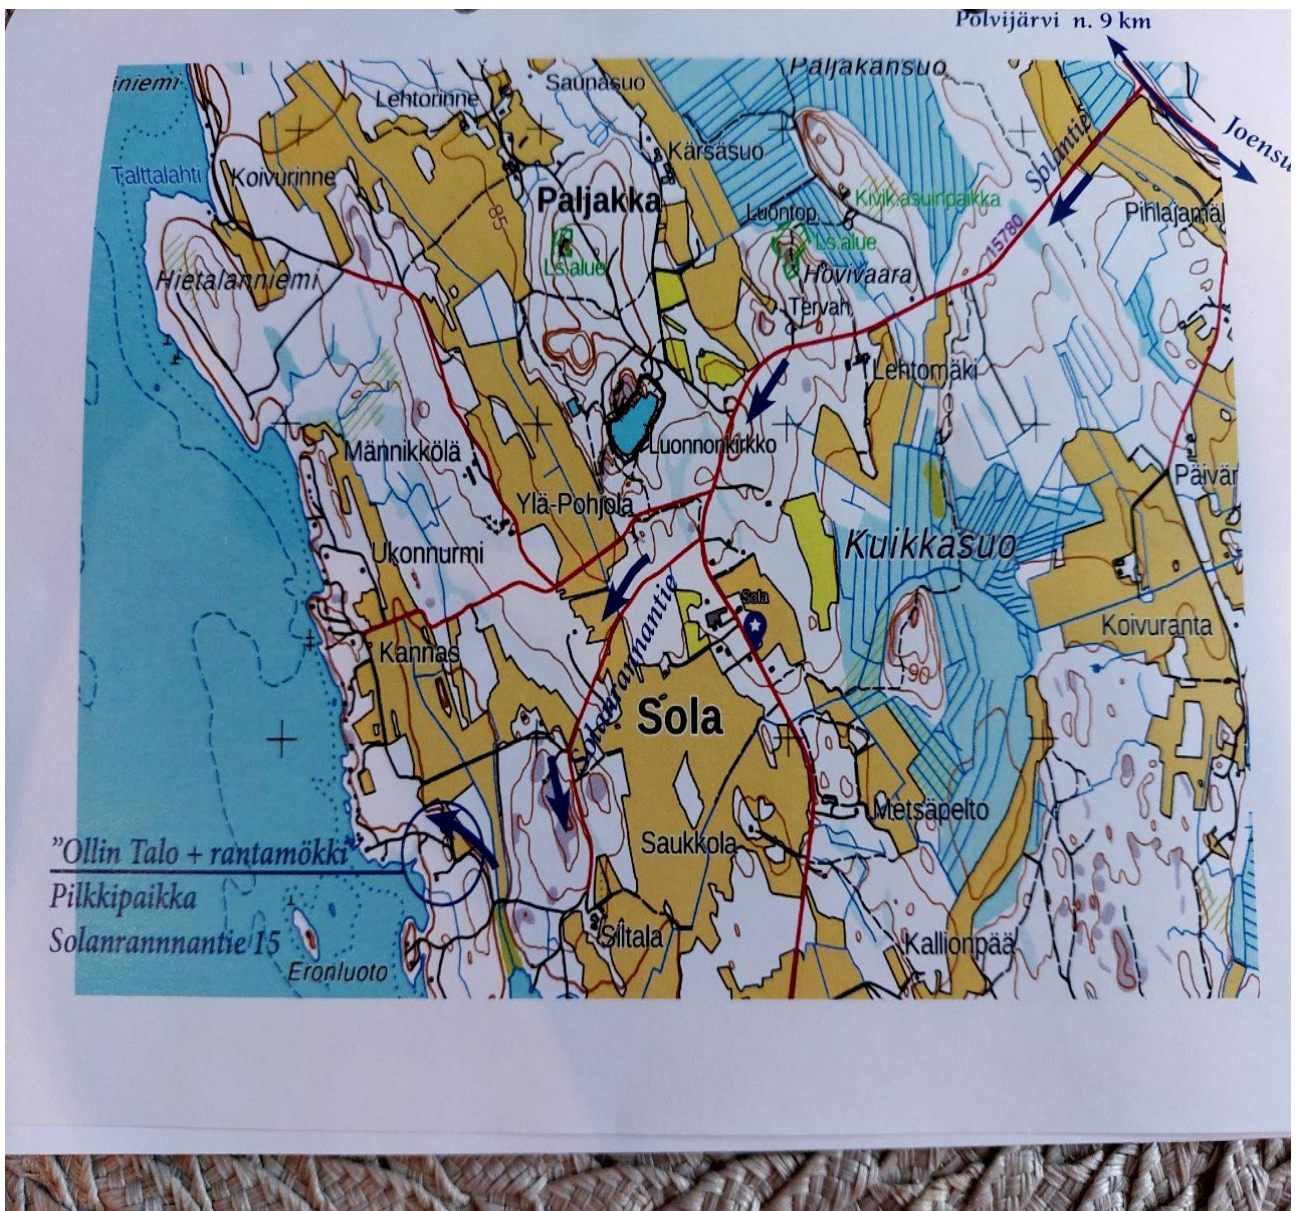 Polvijärvi n. 9 km
Joensu
Solantie
15780
iniemi
Lehtorinne
Saunasuo
Paljakansuo
Talttalahti
Koivurinne
Kärsäsuo
85
Paljakka
Luontop.
Kivik.asuinpaikka
Pihlajamäl
Ls.alue
Ls.alue
Hietalanniemi
Hovivaara
Tervah.
Lehtomäki
Männikkölä
Luonnonkirkko
Päivär
Ylä-Pohjola
Kuikkasuo
Ukonnurmi
Sola
Solanrannantie
Kannas
Koivuranta
90
Sola
Metsäpelto
Saukkola
"Ollin Talo + rantamökki"
Pilkkipaikka
Solanrannnantie 15
Siltala
Kallionpää
Eronluoto